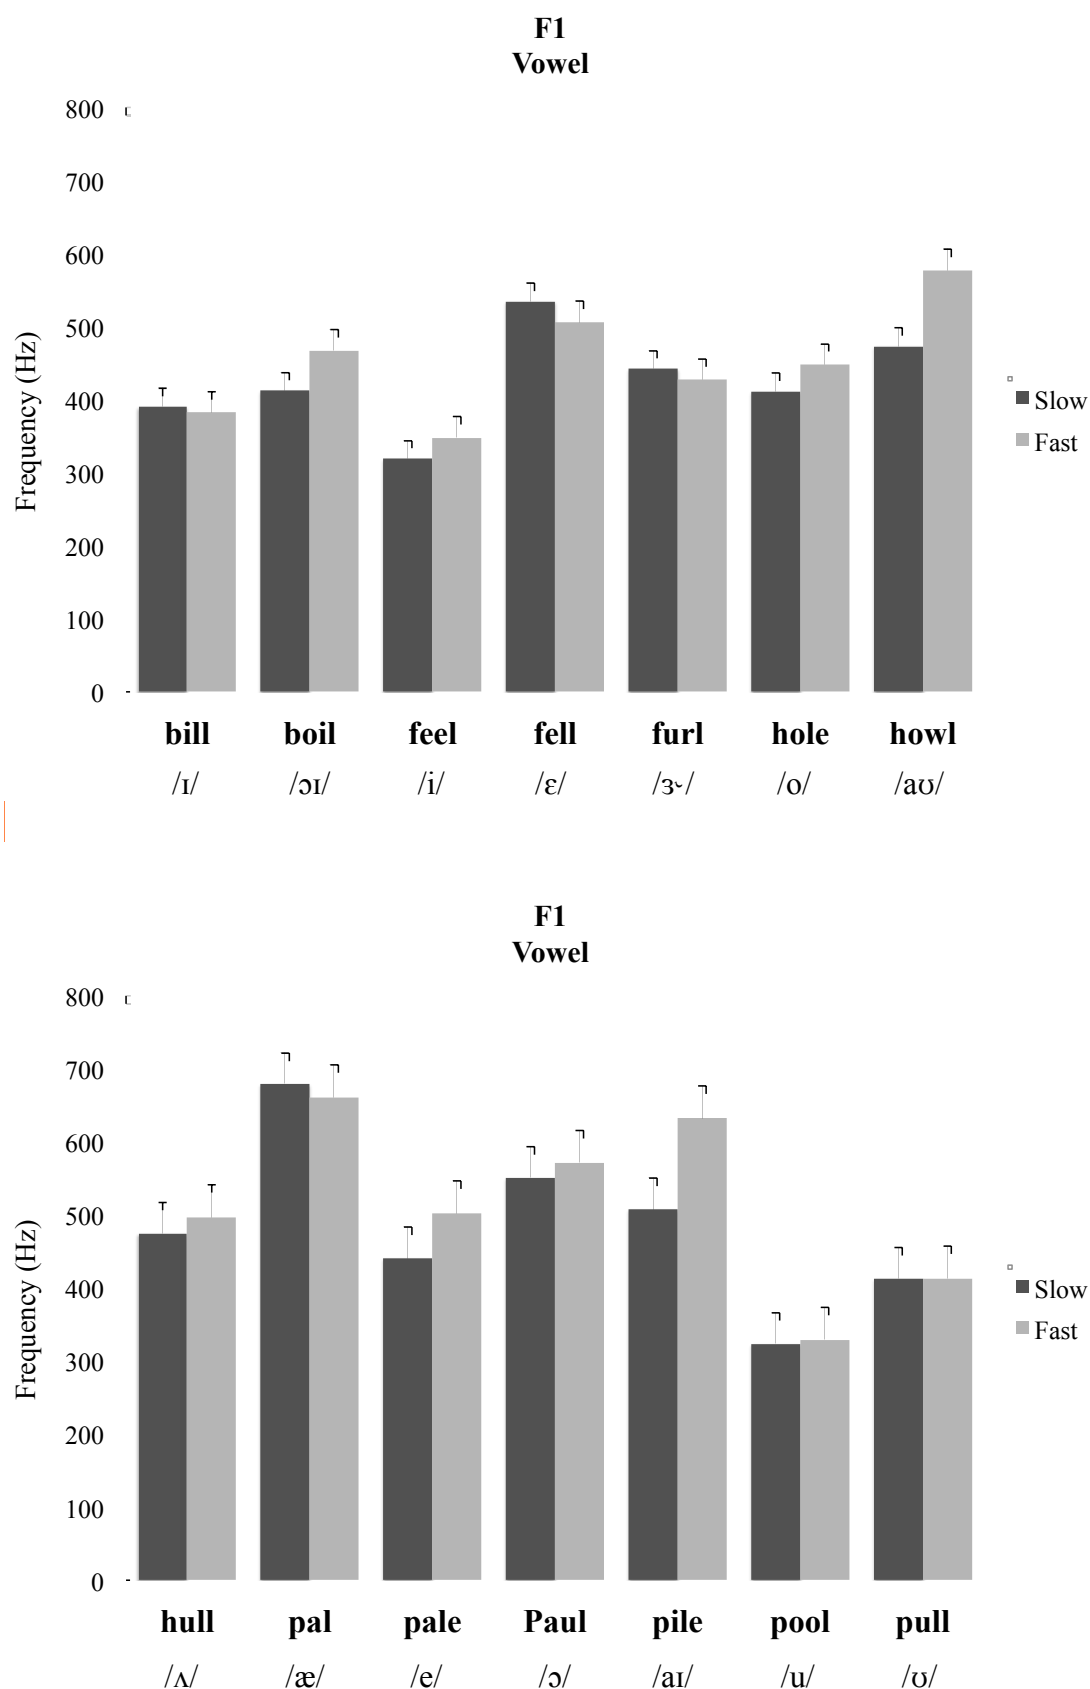 F1
Vowel
800
700
600
500
400
300
200
100
0
Frequency (Hz)
Slow
Fast
bill boil feel fell furl hole howl
/ɪ/ /ɔɪ/ /i/ /ɛ/ /ɝ/ /o/ /aʊ/
F1
Vowel
800
700
600
500
400
300
200
100
0
Frequency (Hz)
Slow
Fast
hull pal pale Paul pile pool pull
/ʌ/ /æ/ /e/ /ɔ/ /aɪ/ /u/ /ʊ/